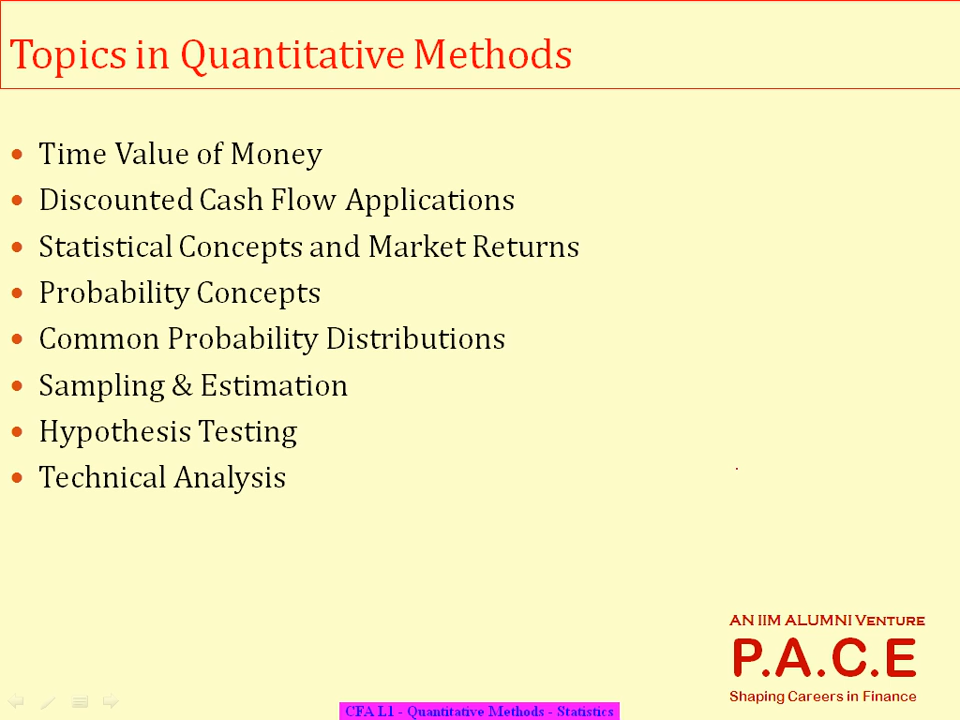 Topics in Quantitative Methods
• Time Value of Money
• Discounted Cash Flow Applications
• Statistical Concepts and Market Returns
• Probability Concepts
• Common Probability Distributions
• Sampling & Estimation
• Hypothesis Testing
• Technical Analysis
AN IIM ALUMNI VENTURE
P.A.C.E
Shaping Careers in Finance
CFA L1 - Quantitative Methods - Statistics